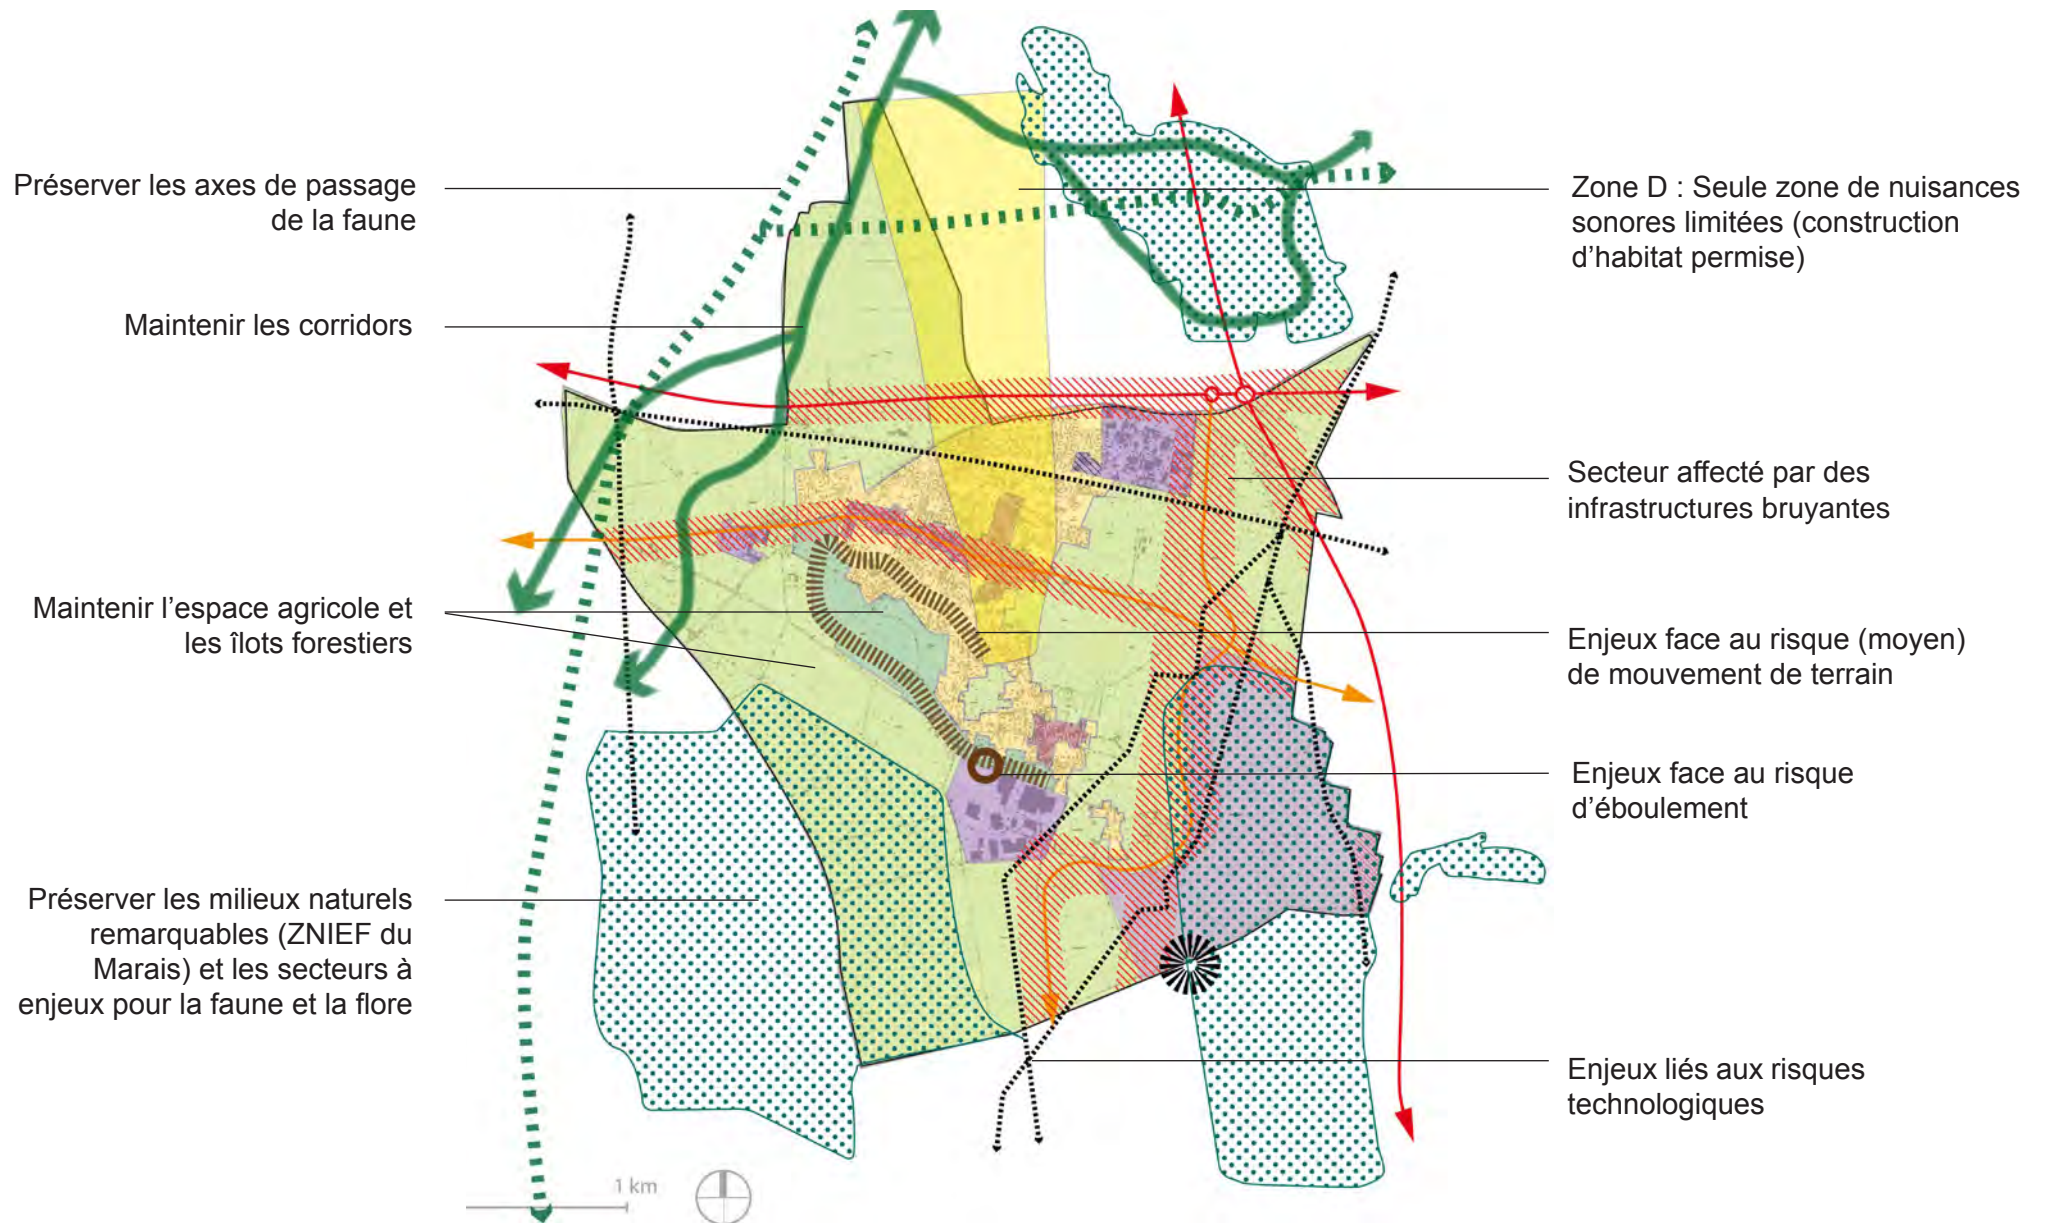 Préserver les axes de passage
de la faune
Maintenir les corridors
Maintenir l’espace agricole et
les îlots forestiers
Préserver les milieux naturels
remarquables (ZNIEF du
Marais) et les secteurs à
enjeux pour la faune et la flore
Zone D : Seule zone de nuisances
sonores limitées (construction
d’habitat permise)
Secteur affecté par des
infrastructures bruyantes
Enjeux face au risque (moyen)
de mouvement de terrain
Enjeux face au risque
d’éboulement
Enjeux liés aux risques
technologiques
1 km